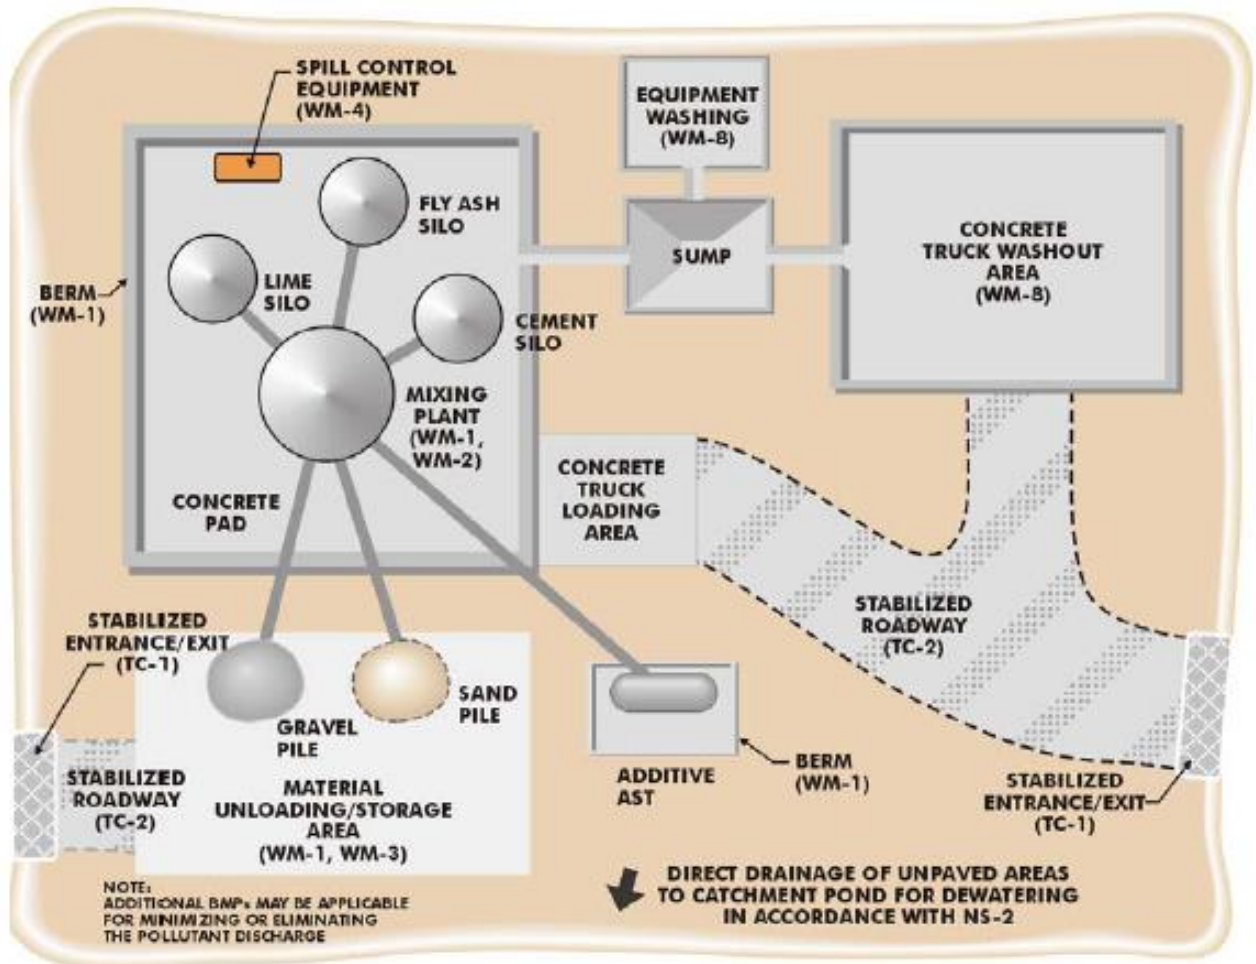 SPILL CONTROL
EQUIPMENT
(WM-4)
EQUIPMENT
WASHING
(WM-8)
FLY ASH
SILO
CONCRETE
TRUCK WASHOUT
AREA
(WM-8)
SUMP
LIME
SILO
BERM
(WM-1)
CEMENT
SILO
MIXING
PLANT
(WM-1,
WM-2)
CONCRETE
PAD
CONCRETE
TRUCK
LOADING
AREA
STABILIZED
ROADWAY
(TC-2)
STABILIZED
ENTRANCE/EXIT
(TC-1)
SAND
PILE
GRAVEL
PILE
STABILIZED
ROADWAY
(TC-2)
MATERIAL
UNLOADING/STORAGE
AREA
(WM-1, WM-3)
ADDITIVE
AST
BERM
(WM-1)
STABILIZED
ENTRANCE/EXIT
(TC-1)
NOTE:
ADDITIONAL BMPs MAY BE APPLICABLE
FOR MINIMIZING OR ELIMINATING
THE POLLUTANT DISCHARGE
DIRECT DRAINAGE OF UNPAVED AREAS
TO CATCHMENT POND FOR DEWATERING
IN ACCORDANCE WITH NS-2